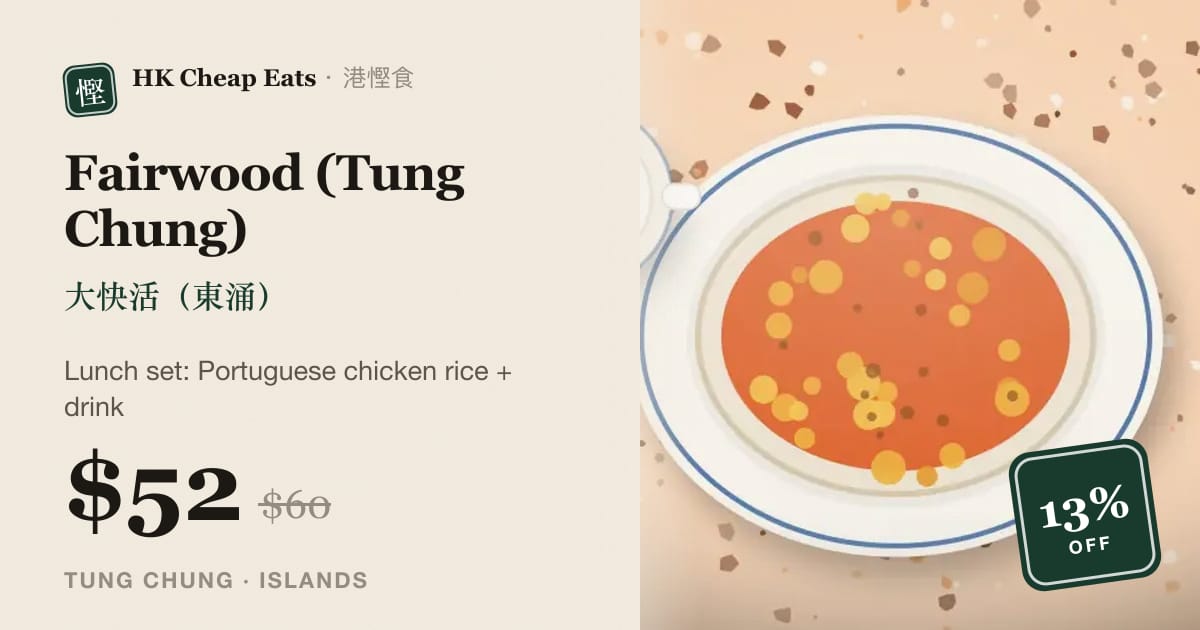 慳
HK Cheap Eats · 港慳食
Fairwood (Tung
Chung)
大快活（東涌）
Lunch set: Portuguese chicken rice +
drink
$52 $60
TUNG CHUNG · ISLANDS
13%
OFF